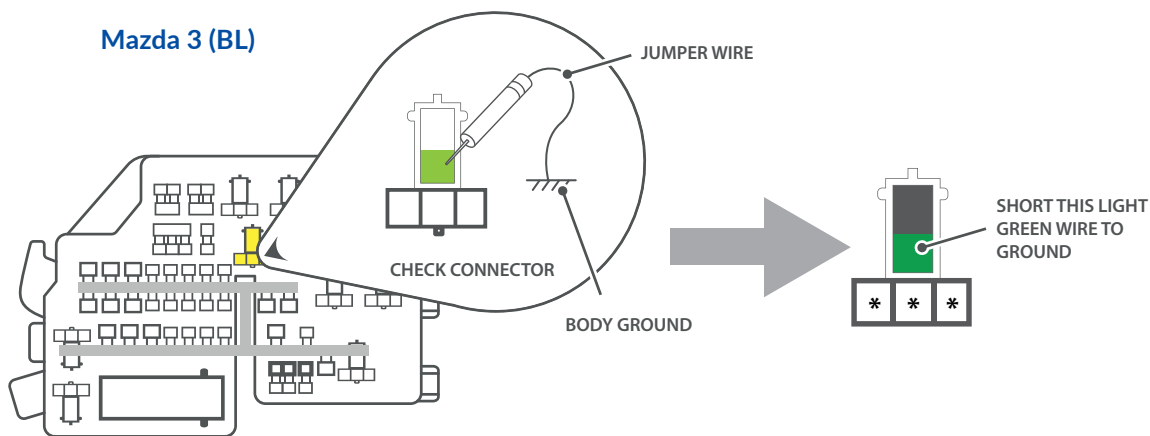 Mazda 3 (BL)
JUMPER WIRE
CHECK CONNECTOR
BODY GROUND
SHORT THIS LIGHT
GREEN WIRE TO
GROUND
* * *